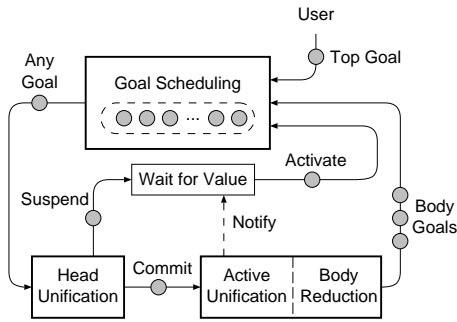 User
Top Goal
Any
Goal
Goal Scheduling
...
Activate
Wait for Value
Suspend
Notify
Body
Goals
Commit
Head
Unification
Active
Unification
Body
Reduction